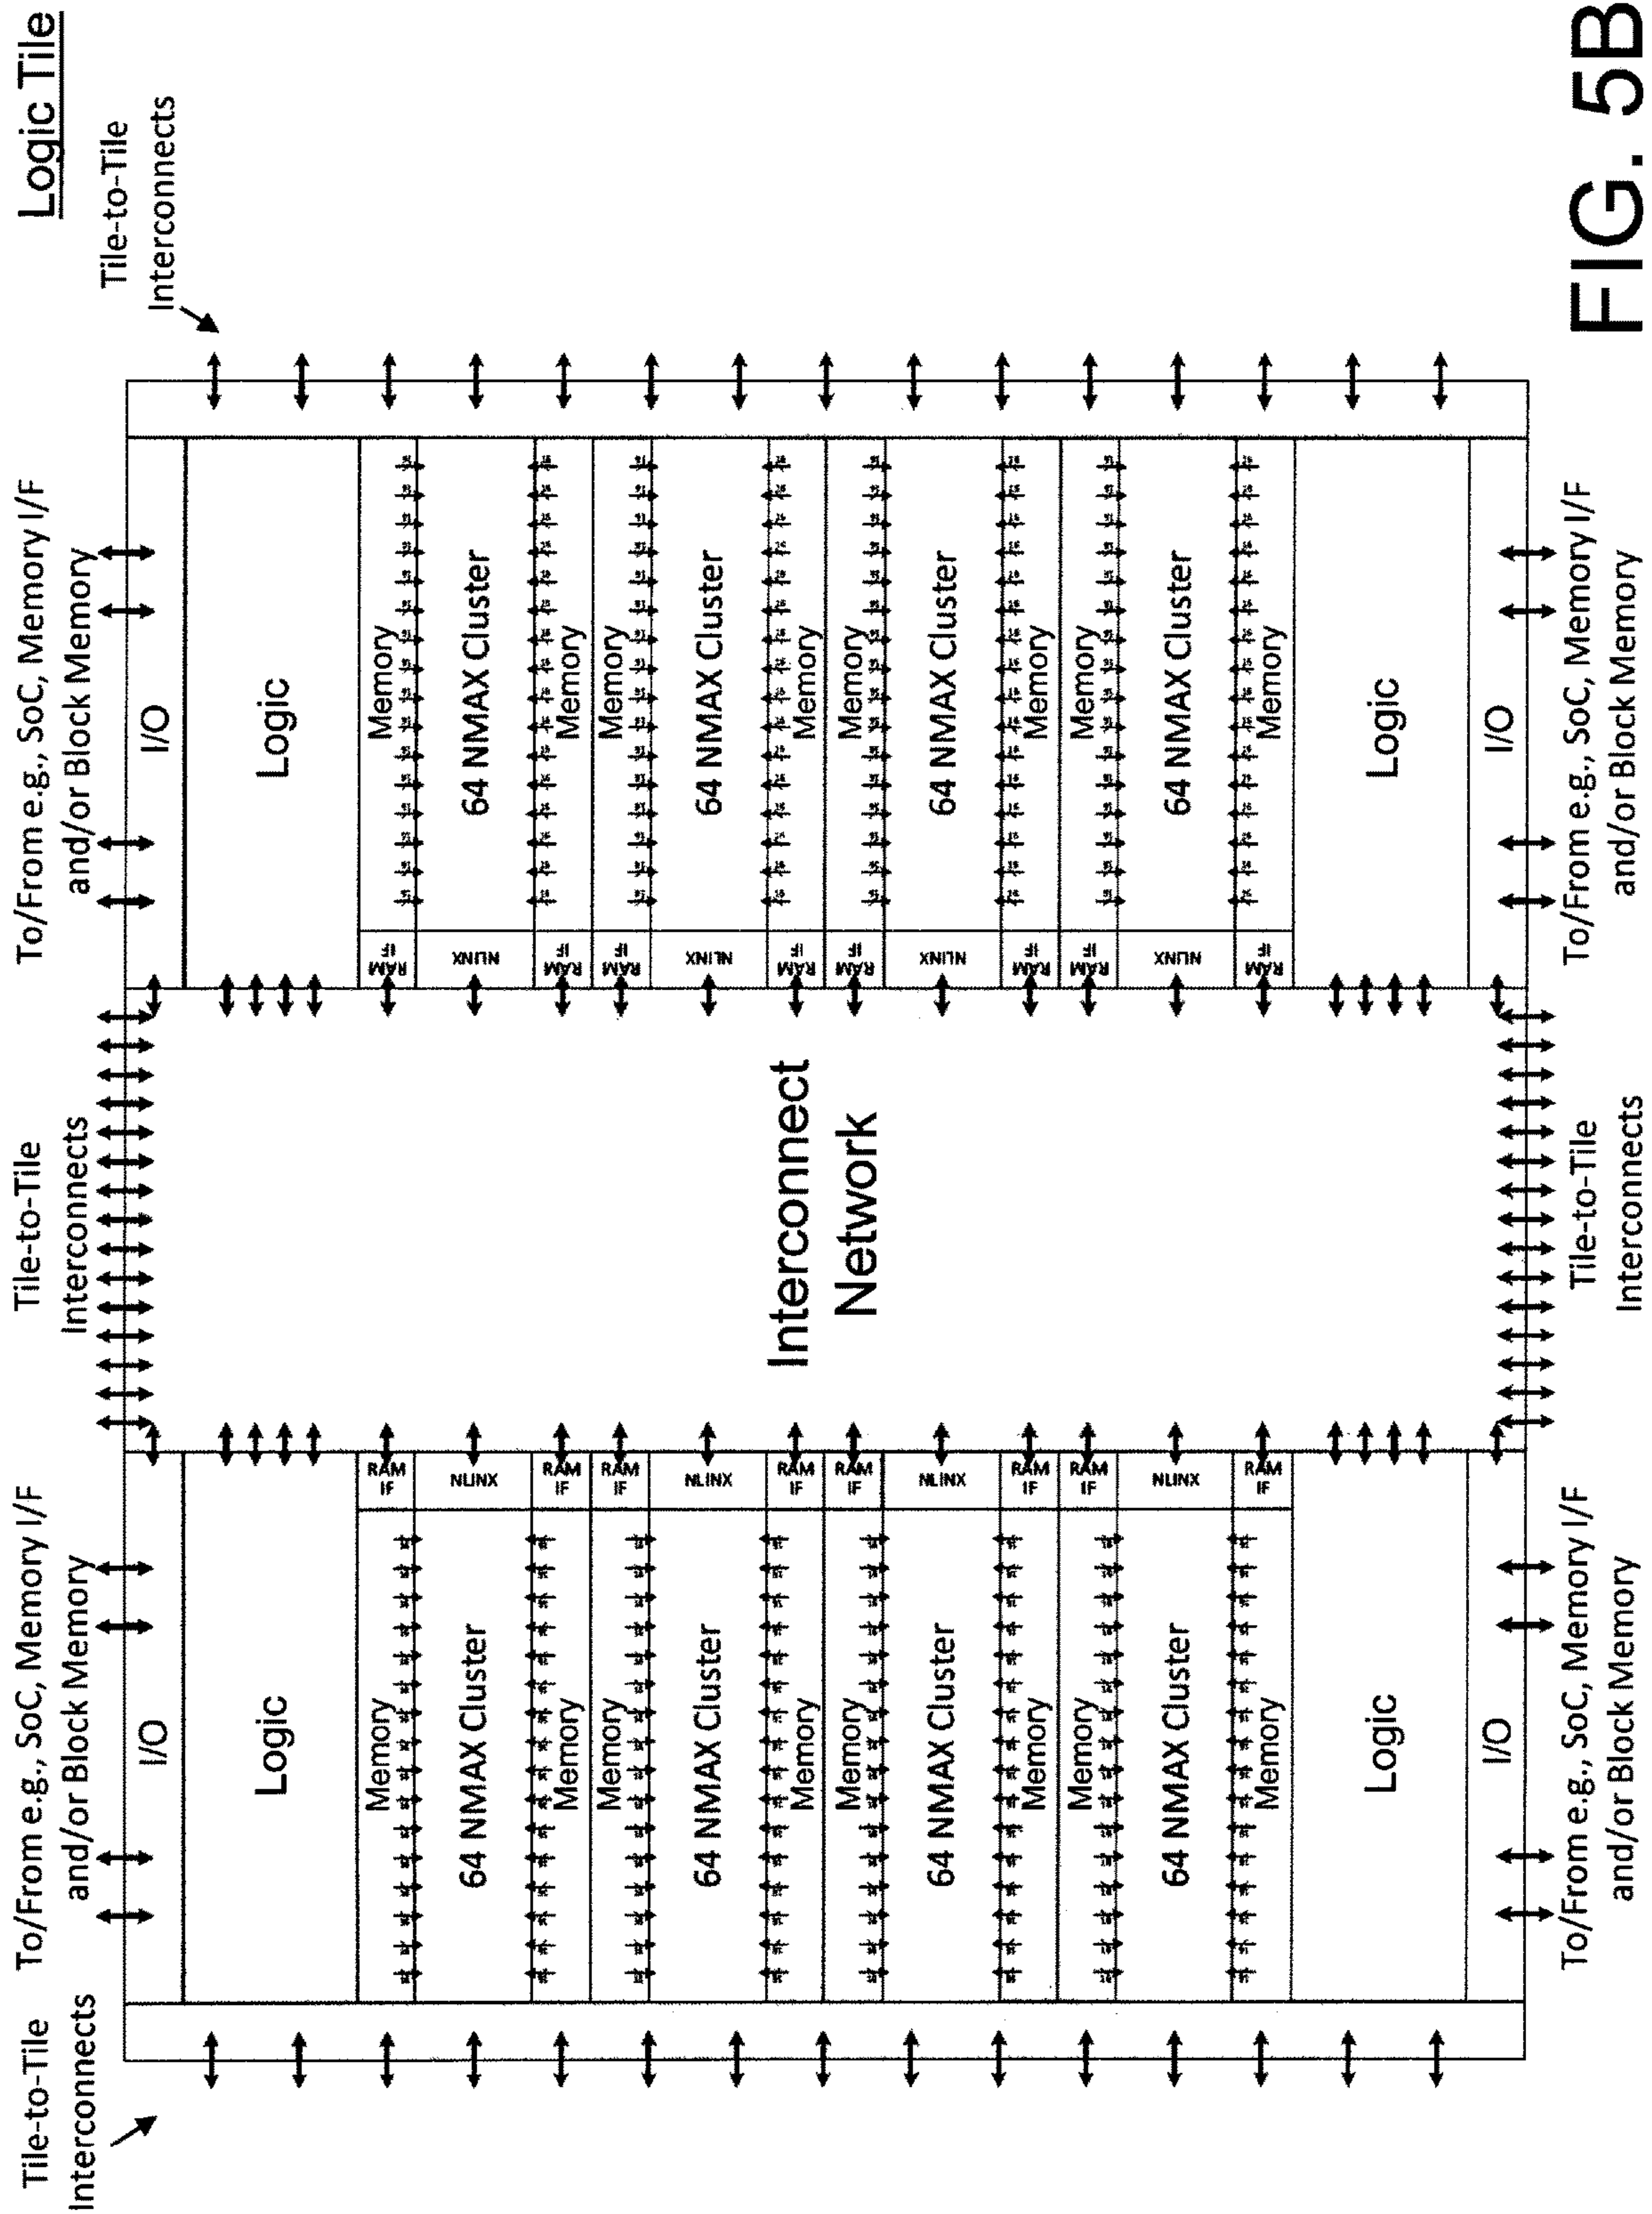 Logic Tile
Tile-to-Tile
Interconnects
To/From e.g., SoC, Memory I/F
and/or Block Memory
Tile-to-Tile
Interconnects
To/From e.g., SoC, Memory I/F
and/or Block Memory
Tile-to-Tile
Interconnects
I/O
Logic
Memory
RAM
IF
64 NMAX Cluster
NLINX
Memory
RAM
IF
Memory
RAM
IF
64 NMAX Cluster
NLINX
Memory
RAM
IF
Memory
RAM
IF
64 NMAX Cluster
NLINX
Memory
RAM
IF
Memory
RAM
IF
64 NMAX Cluster
NLINX
Memory
RAM
IF
Logic
I/O
Interconnect
Network
I/O
Logic
RAM
IF
Memory
NLINX
64 NMAX Cluster
RAM
IF
Memory
RAM
IF
Memory
NLINX
64 NMAX Cluster
RAM
IF
Memory
RAM
IF
Memory
NLINX
64 NMAX Cluster
RAM
IF
Memory
RAM
IF
Memory
NLINX
64 NMAX Cluster
RAM
IF
Memory
Logic
I/O
To/From e.g., SoC, Memory I/F
and/or Block Memory
Tile-to-Tile
Interconnects
To/From e.g., SoC, Memory I/F
and/or Block Memory
FIG. 5B